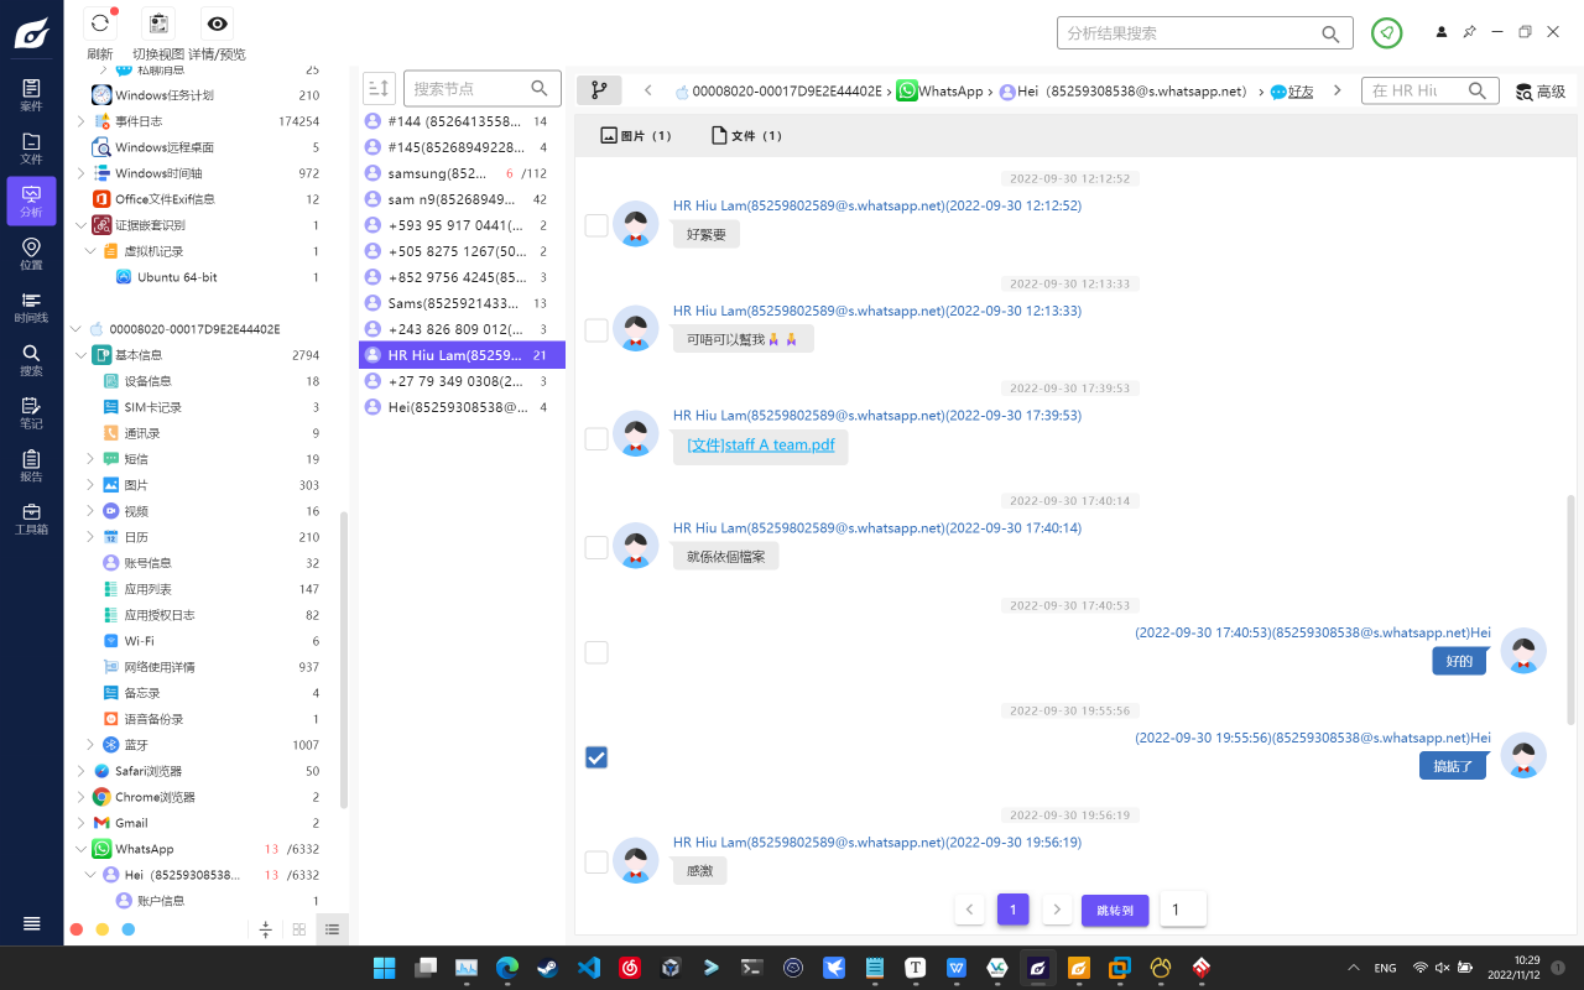 刷新
切换视图
详情/预览
分析结果搜索
案件
文件
分析
位置
时间线
搜索
笔记
报告
工具箱
私聊消息 25
Windows任务计划 210
事件日志 174254
Windows远程桌面 5
Windows时间轴 972
Office文件Exif信息 12
证据嵌套识别 1
虚拟机记录 1
Ubuntu 64-bit 1
00008020-00017D9E2E44402E
基本信息 2794
设备信息 18
SIM卡记录 3
通讯录 9
短信 19
图片 303
视频 16
日历 210
账号信息 32
应用列表 147
应用授权日志 82
Wi-Fi 6
网络使用详情 937
备忘录 4
语音备份录 1
蓝牙 1007
Safari浏览器 50
Chrome浏览器 2
Gmail 2
WhatsApp 13 /6332
Hei（85259308538... 13 /6332
账户信息 1
搜索节点
#144 (8526413558... 14
#145(85268949228... 4
samsung(852... 6 /112
sam n9(85268949... 42
+593 95 917 0441(... 2
+505 8275 1267(50... 2
+852 9756 4245(85... 3
Sams(8525921433... 13
+243 826 809 012(... 3
HR Hiu Lam(85259... 21
+27 79 349 0308(2... 3
Hei(85259308538@... 4
00008020-00017D9E2E44402E › WhatsApp › Hei（85259308538@s.whatsapp.net） › 好友
在 HR Hiu
高级
图片（1）
文件（1）
2022-09-30 12:12:52
HR Hiu Lam(85259802589@s.whatsapp.net)(2022-09-30 12:12:52)
好緊要
2022-09-30 12:13:33
HR Hiu Lam(85259802589@s.whatsapp.net)(2022-09-30 12:13:33)
可唔可以幫我
2022-09-30 17:39:53
HR Hiu Lam(85259802589@s.whatsapp.net)(2022-09-30 17:39:53)
[文件]staff A team.pdf
2022-09-30 17:40:14
HR Hiu Lam(85259802589@s.whatsapp.net)(2022-09-30 17:40:14)
就係依個檔案
2022-09-30 17:40:53
(2022-09-30 17:40:53)(85259308538@s.whatsapp.net)Hei
好的
2022-09-30 19:55:56
(2022-09-30 19:55:56)(85259308538@s.whatsapp.net)Hei
搞掂了
2022-09-30 19:56:19
HR Hiu Lam(85259802589@s.whatsapp.net)(2022-09-30 19:56:19)
感激
1
跳转到
1
ENG
10:29
2022/11/12